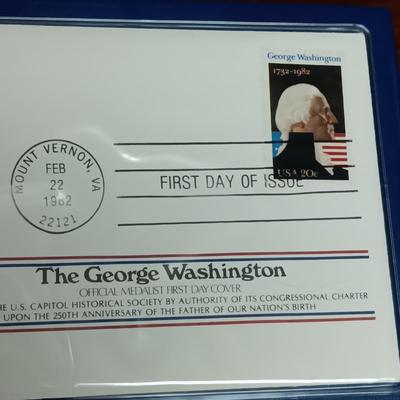 George Washington
1732-1982
USA 20c
MOUNT VERNON, VA
FEB
22
1982
22121
FIRST DAY OF ISSUE
The George Washington
OFFICIAL MEDALIST FIRST DAY COVER
HE U.S. CAPITOL HISTORICAL SOCIETY BY AUTHORITY OF ITS CONGRESSIONAL CHARTER
UPON THE 250TH ANNIVERSARY OF THE FATHER OF OUR NATION'S BIRTH